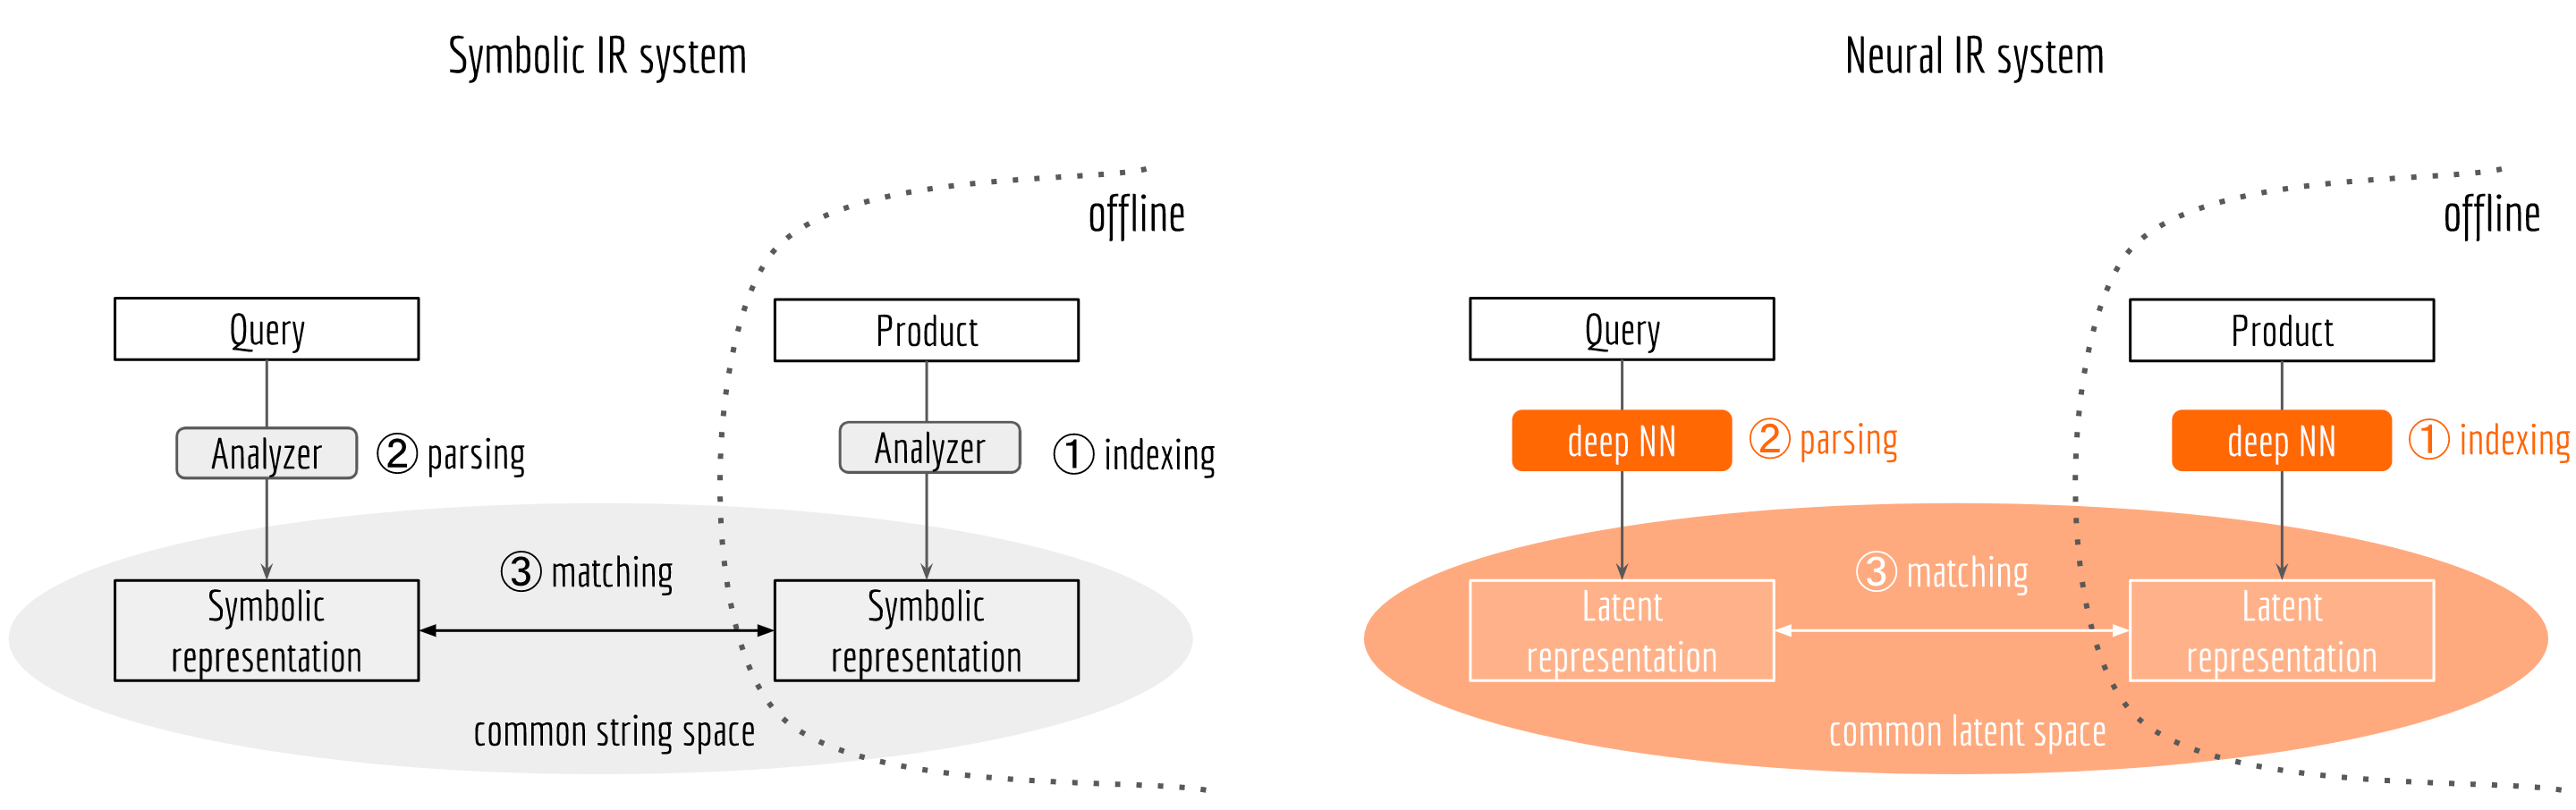 Symbolic IR system
offline
Query
Product
Analyzer
② parsing
Analyzer
① indexing
③ matching
Symbolic
representation
Symbolic
representation
common string space
Neural IR system
offline
Query
Product
deep NN
② parsing
deep NN
① indexing
③ matching
Latent
representation
Latent
representation
common latent space